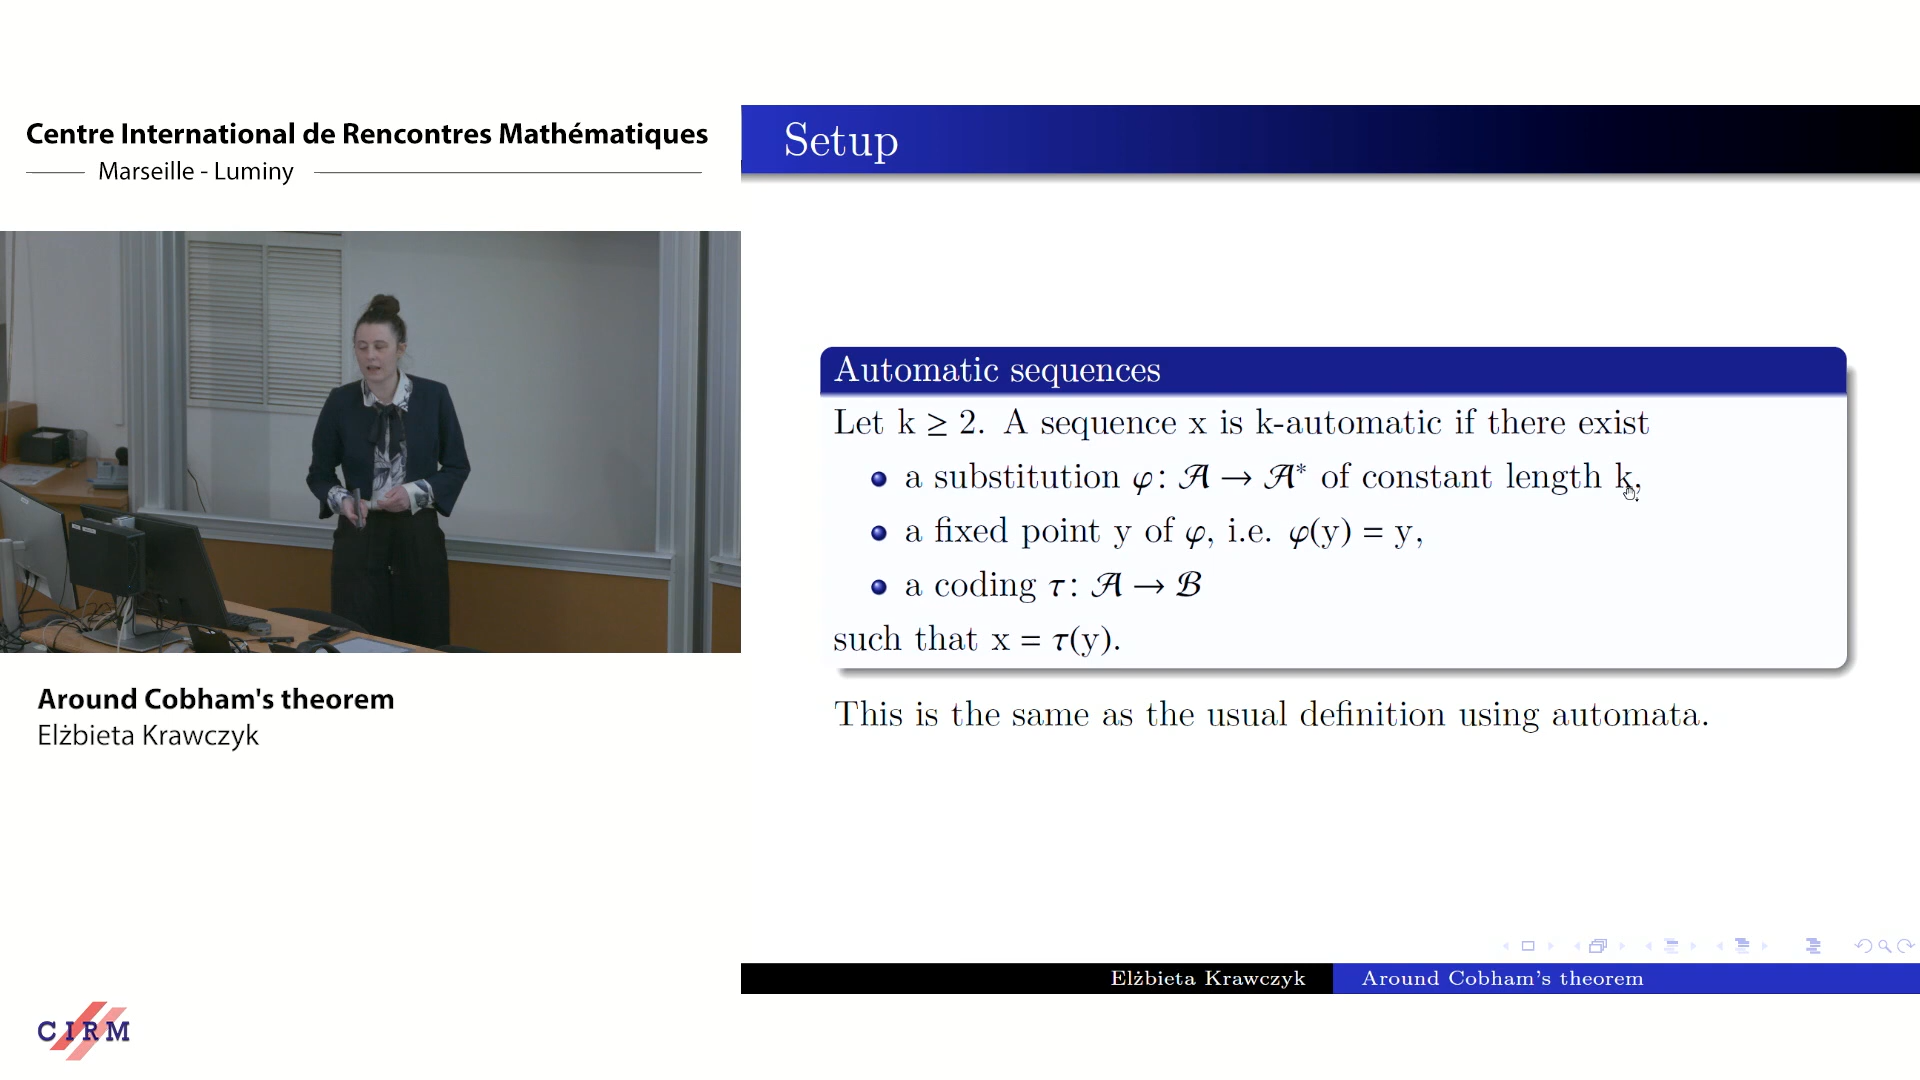 Centre International de Rencontres Mathématiques
Marseille - Luminy
Around Cobham's theorem
Elżbieta Krawczyk
CIRM
Setup
Automatic sequences
Let k ≥ 2. A sequence x is k-automatic if there exist
a substitution φ: 𝒜 → 𝒜* of constant length k,
a fixed point y of φ, i.e. φ(y) = y,
a coding τ: 𝒜 → ℬ
such that x = τ(y).
This is the same as the usual definition using automata.
Elżbieta Krawczyk
Around Cobham's theorem